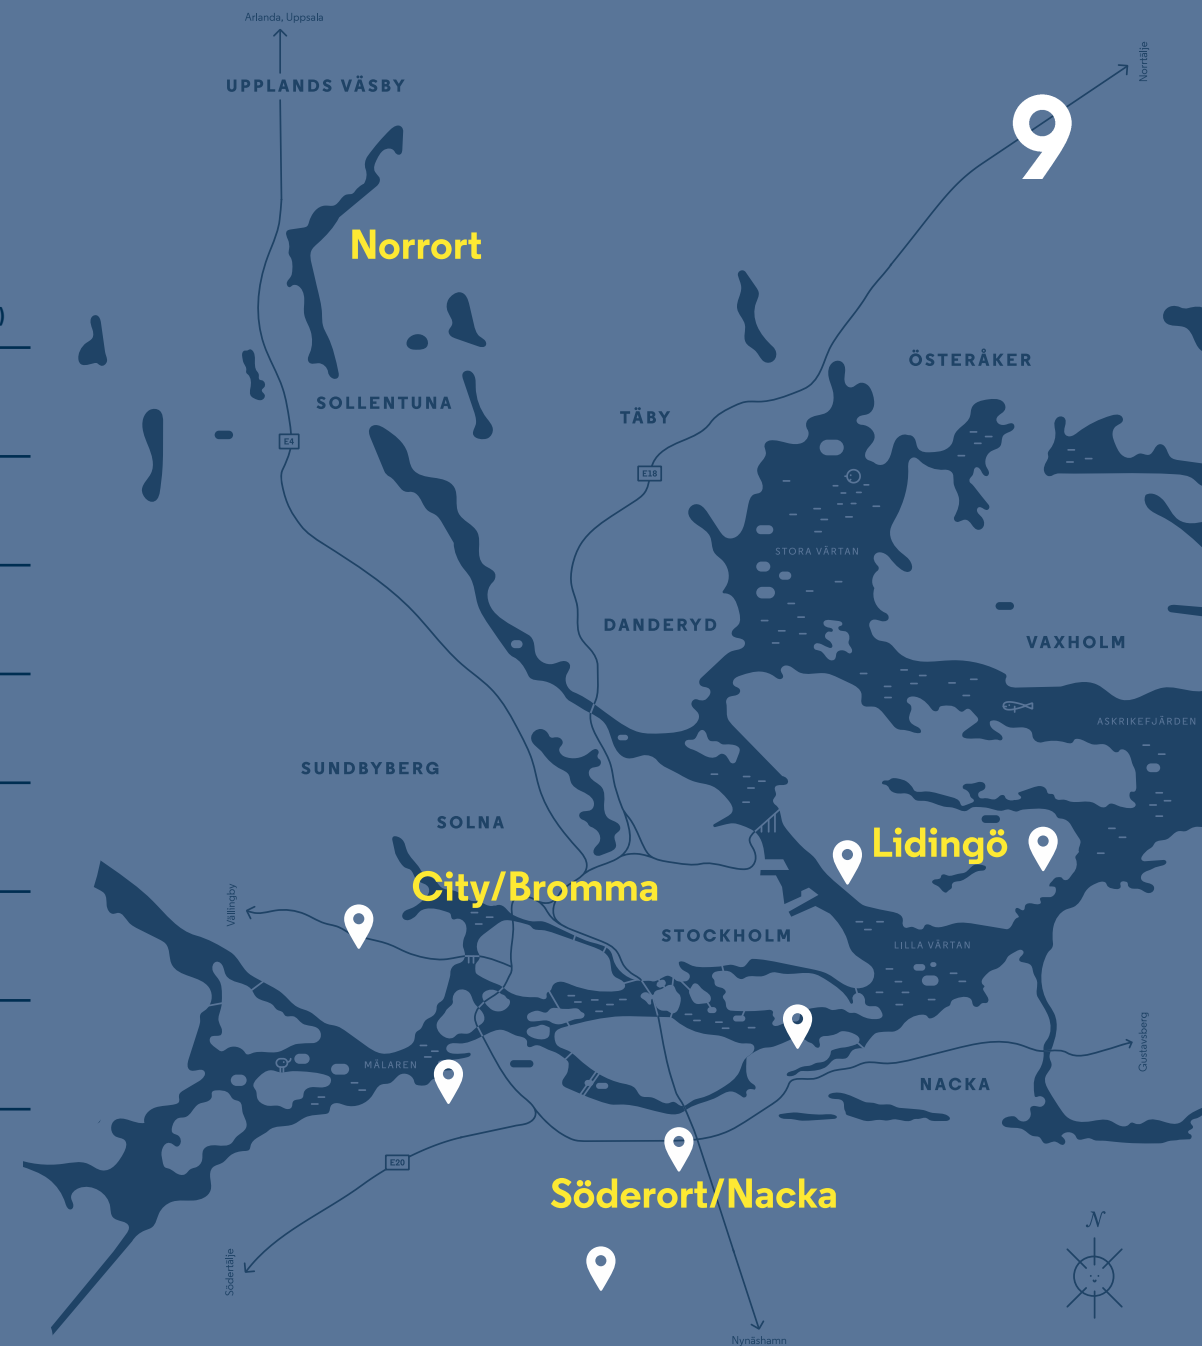 Arlanda, Uppsala
UPPLANDS VÄSBY
Norrtälje
9
Norrort
)
ÖSTERÅKER
SOLLENTUNA
TÄBY
E4
E18
STORA VÄRTAN
DANDERYD
VAXHOLM
ASKRIKEFJÄRDEN
SUNDBYBERG
SOLNA
Lidingö
City/Bromma
Vällingby
STOCKHOLM
LILLA VÄRTAN
Gustavsberg
MÄLAREN
NACKA
E20
Söderort/Nacka
N
Södertälje
Nynäshamn